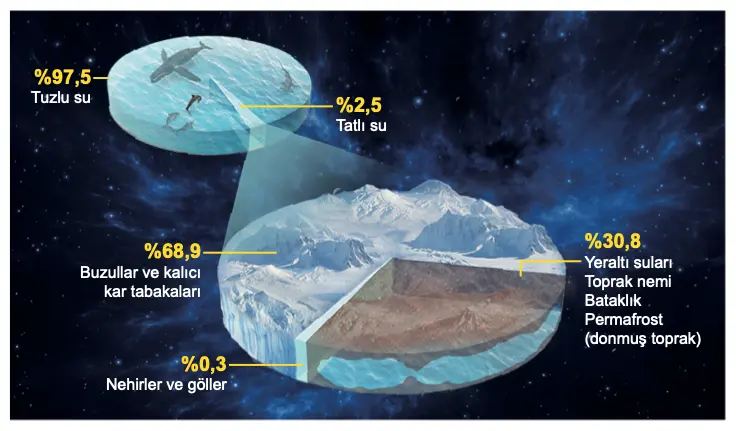 %97,5
Tuzlu su
%2,5
Tatlı su
%68,9
Buzullar ve kalıcı
kar tabakaları
%30,8
Yeraltı suları
Toprak nemi
Bataklık
Permafrost
(donmuş toprak)
%0,3
Nehirler ve göller